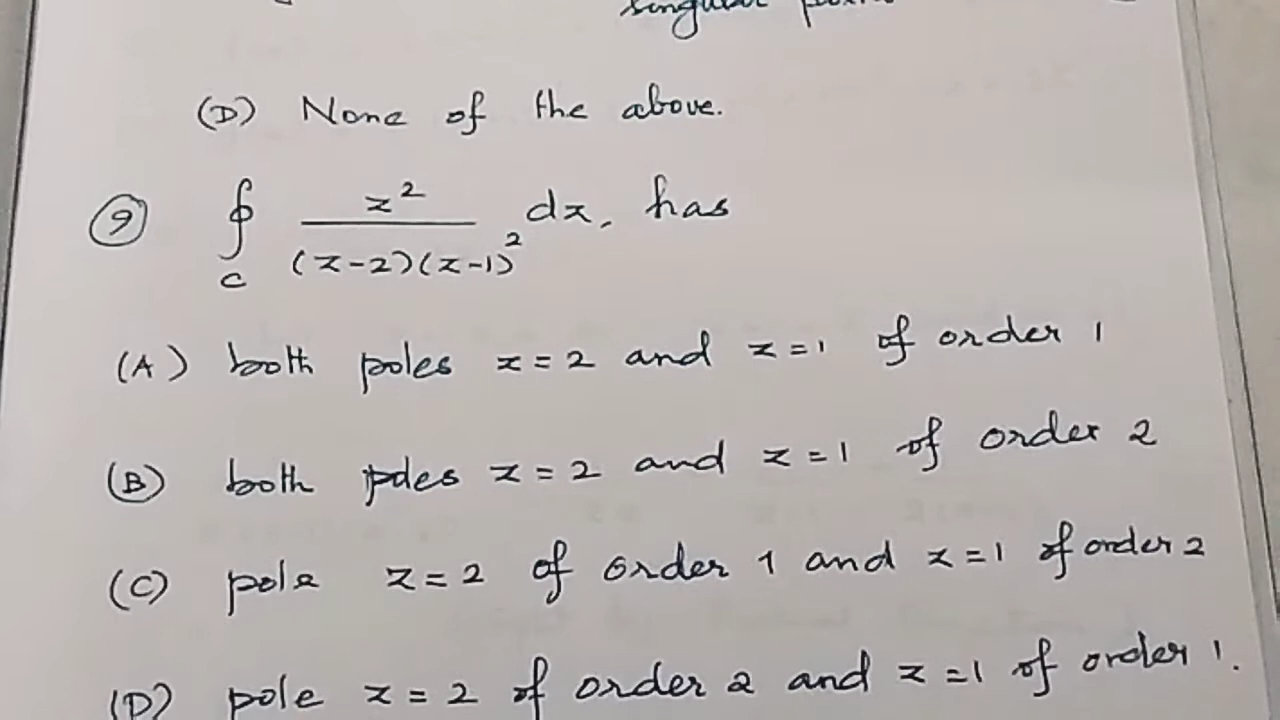 singular
(D) None of the above.
⑨ ∮_C z² / (z-2)(z-1)² dz, has
(A) both poles z=2 and z=1 of order 1
(B) both poles z=2 and z=1 of order 2
(C) pole z=2 of order 1 and z=1 of order 2
(D) pole z=2 of order 2 and z=1 of order 1.